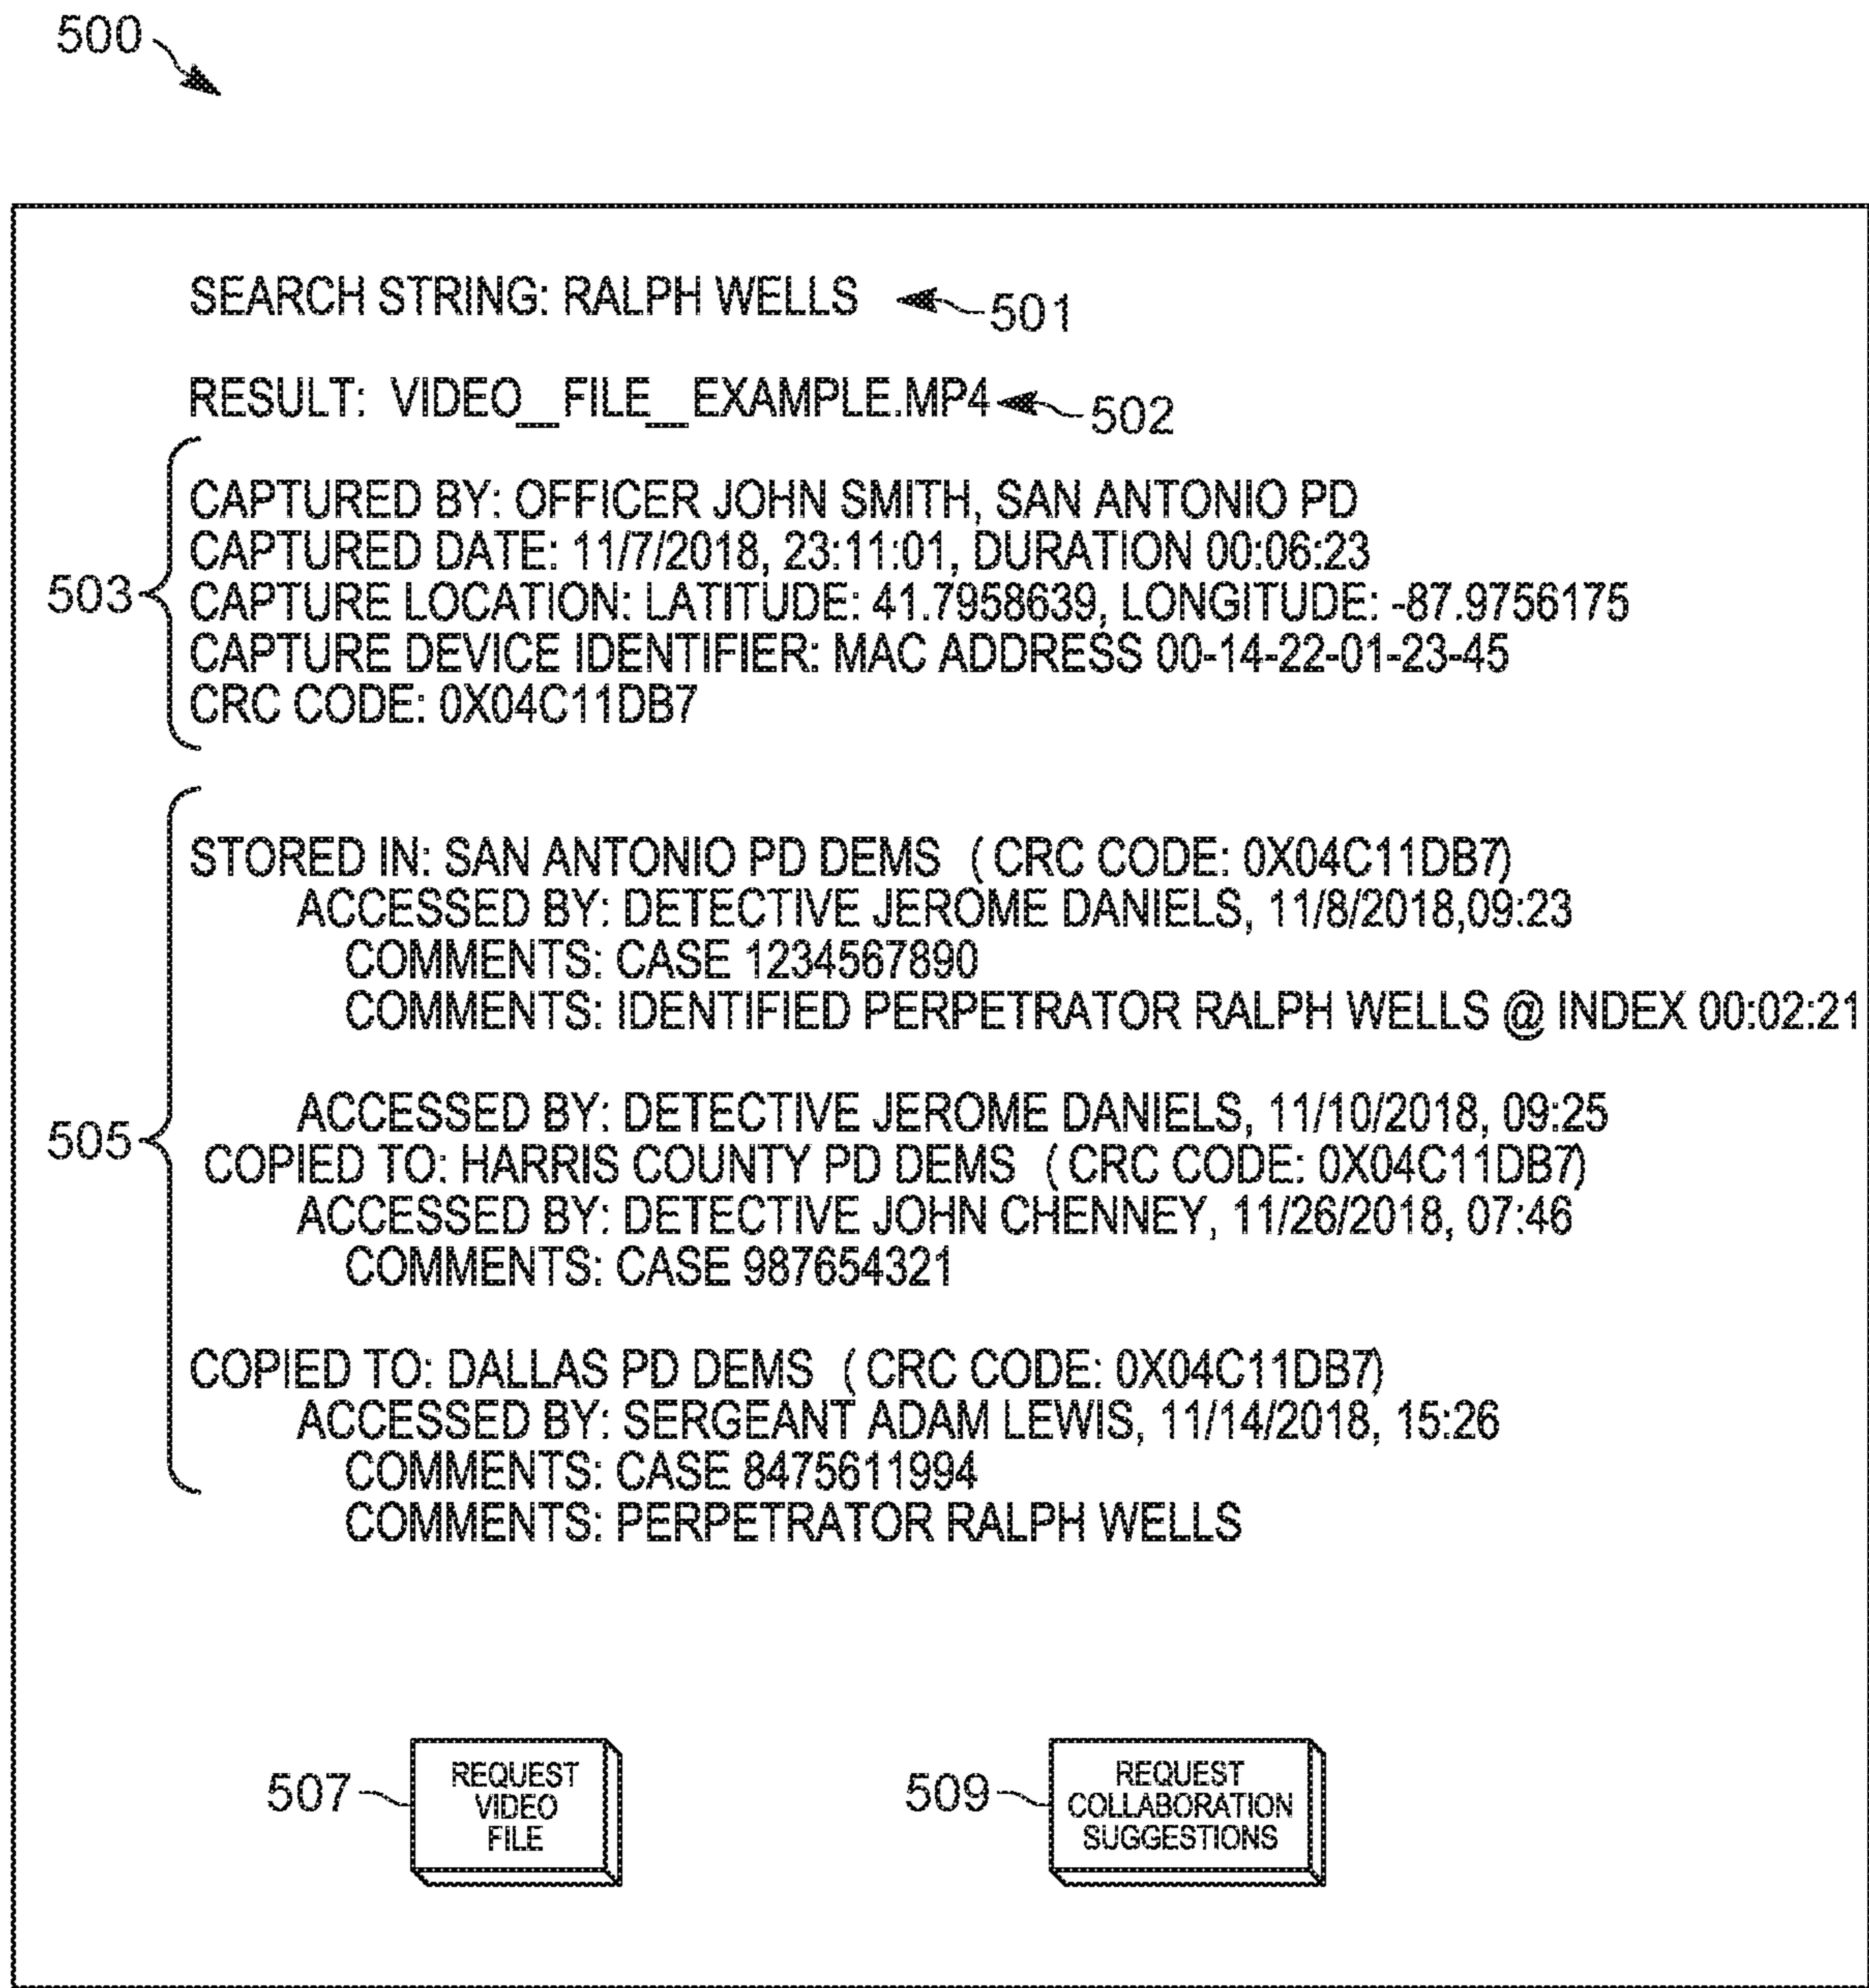 500
SEARCH STRING: RALPH WELLS 501
RESULT: VIDEO__FILE__EXAMPLE.MP4 502
CAPTURED BY: OFFICER JOHN SMITH, SAN ANTONIO PD
CAPTURED DATE: 11/7/2018, 23:11:01, DURATION 00:06:23
503 CAPTURE LOCATION: LATITUDE: 41.7958639, LONGITUDE: -87.9756175
CAPTURE DEVICE IDENTIFIER: MAC ADDRESS 00-14-22-01-23-45
CRC CODE: 0X04C11DB7
STORED IN: SAN ANTONIO PD DEMS ( CRC CODE: 0X04C11DB7)
ACCESSED BY: DETECTIVE JEROME DANIELS, 11/8/2018,09:23
COMMENTS: CASE 1234567890
COMMENTS: IDENTIFIED PERPETRATOR RALPH WELLS @ INDEX 00:02:21
505 ACCESSED BY: DETECTIVE JEROME DANIELS, 11/10/2018, 09:25
COPIED TO: HARRIS COUNTY PD DEMS ( CRC CODE: 0X04C11DB7)
ACCESSED BY: DETECTIVE JOHN CHENNEY, 11/26/2018, 07:46
COMMENTS: CASE 987654321
COPIED TO: DALLAS PD DEMS ( CRC CODE: 0X04C11DB7)
ACCESSED BY: SERGEANT ADAM LEWIS, 11/14/2018, 15:26
COMMENTS: CASE 8475611994
COMMENTS: PERPETRATOR RALPH WELLS
507
REQUEST
VIDEO
FILE
509
REQUEST
COLLABORATION
SUGGESTIONS